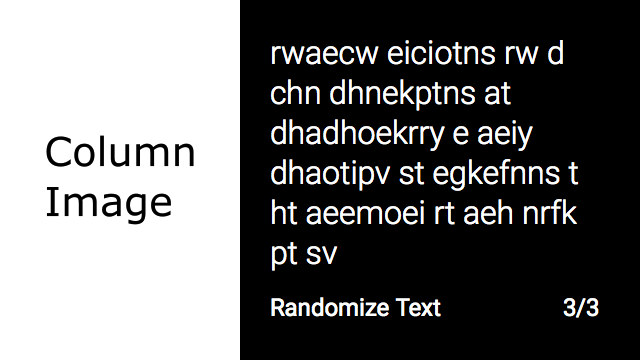 Column
Image
rwaecw eiciotns rw d
chn dhnekptns at
dhadhoekrry e aeiy
dhaotipv st egkefnns t
ht aeemoei rt aeh nrfk
pt sv
Randomize Text 3/3